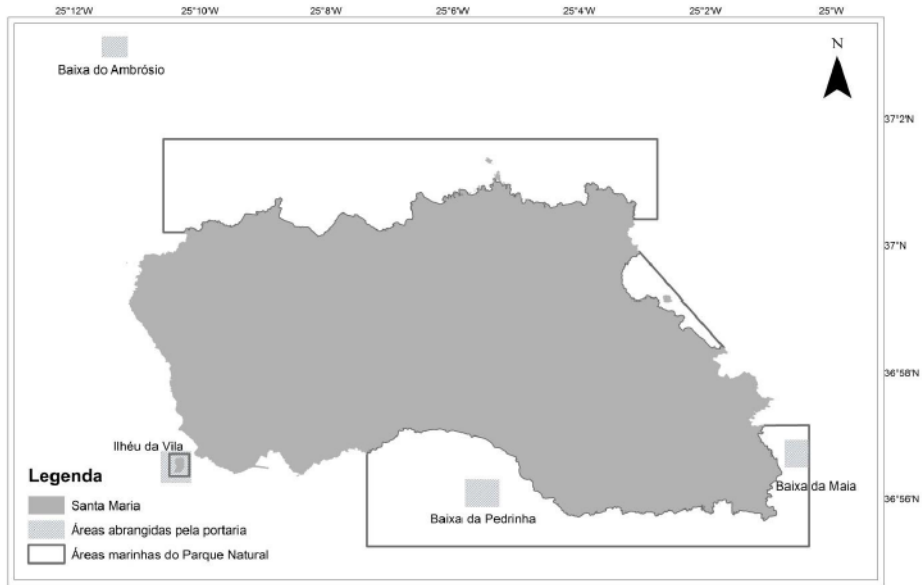 25°12'W
25°10'W
25°8'W
25°6'W
25°4'W
25°2'W
25°W
Baixa do Ambrósio
N
37°2'N
37°N
36°58'N
Ilhéu da Vila
Legenda
Santa Maria
Áreas abrangidas pela portaria
Áreas marinhas do Parque Natural
Baixa da Pedrinha
Baixa da Maia
36°56'N